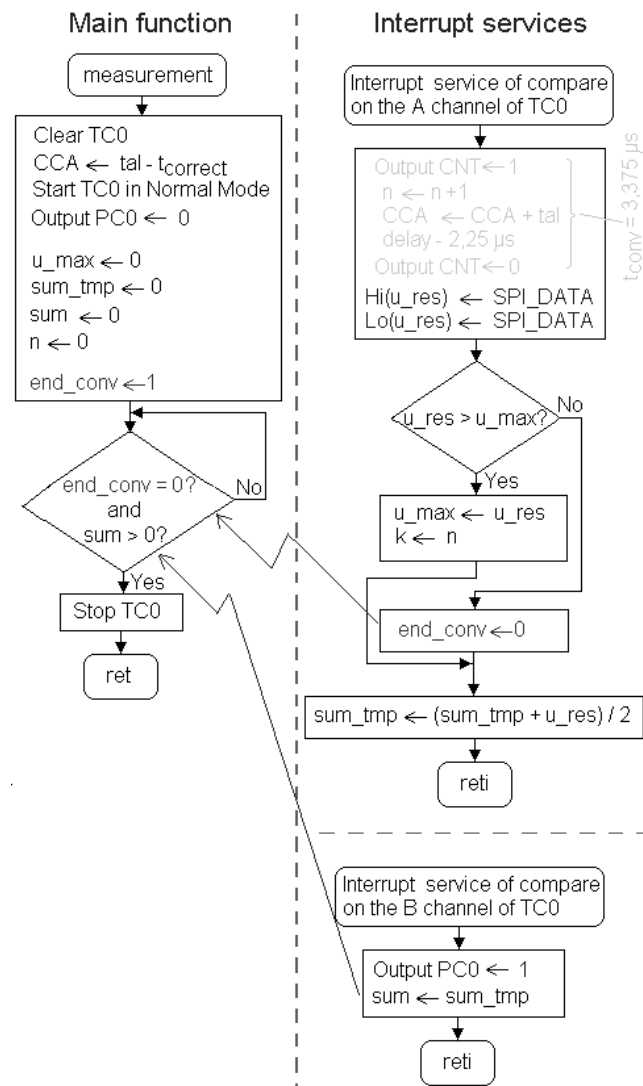 Main function
measurement
Clear TC0
CCA ← tal - tcorrect
Start TC0 in Normal Mode
Output PC0 ← 0
u_max ← 0
sum_tmp ← 0
sum ← 0
n ← 0
end_conv ← 1
end_conv = 0?
and
sum > 0?
No
Yes
Stop TC0
ret
Interrupt services
Interrupt service of compare
on the A channel of TC0
Output CNT ← 1
n ← n+1
CCA ← CCA + tal
delay - 2,25 µs
Output CNT ← 0
tconv = 3,375 µs
Hi(u_res) ← SPI_DATA
Lo(u_res) ← SPI_DATA
u_res > u_max?
No
Yes
u_max ← u_res
k ← n
end_conv ← 0
sum_tmp ← (sum_tmp + u_res) / 2
reti
Interrupt service of compare
on the B channel of TC0
Output PC0 ← 1
sum ← sum_tmp
reti